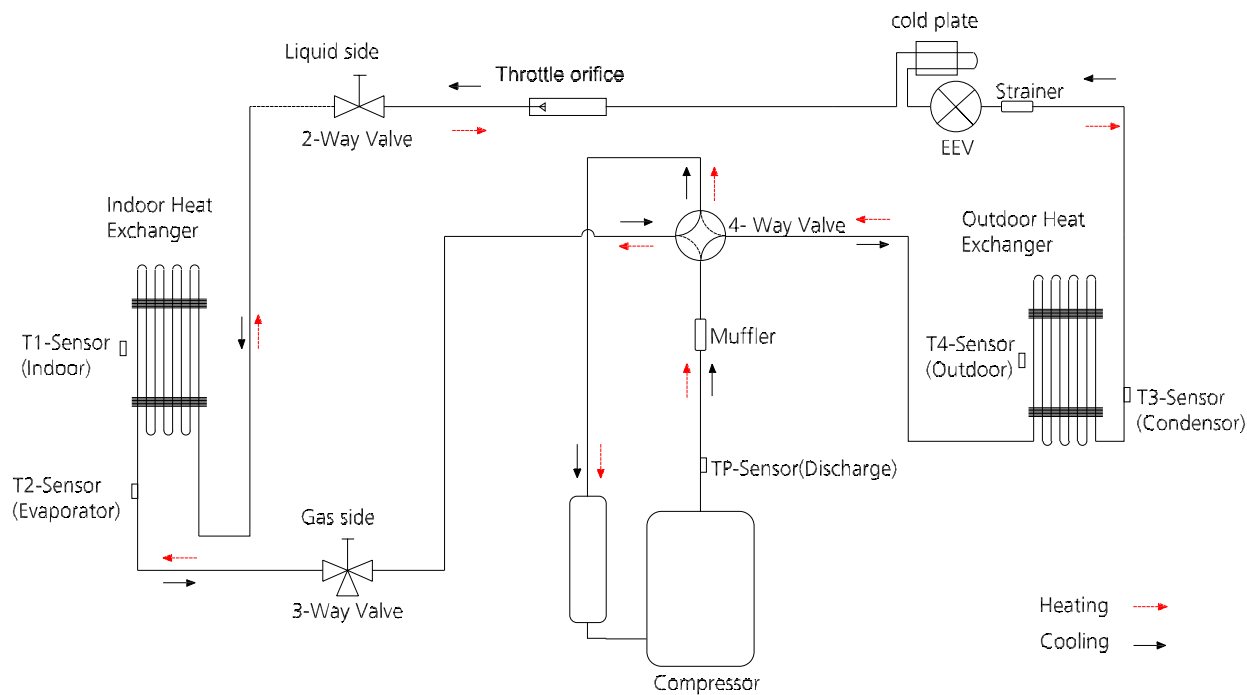 cold plate
Liquid side
Throttle orifice
Strainer
2-Way Valve
EEV
Indoor Heat
Exchanger
4- Way Valve
Outdoor Heat
Exchanger
T1-Sensor
(Indoor)
Muffler
T4-Sensor
(Outdoor)
T3-Sensor
(Condensor)
TP-Sensor(Discharge)
T2-Sensor
(Evaporator)
Gas side
3-Way Valve
Heating
Cooling
Compressor